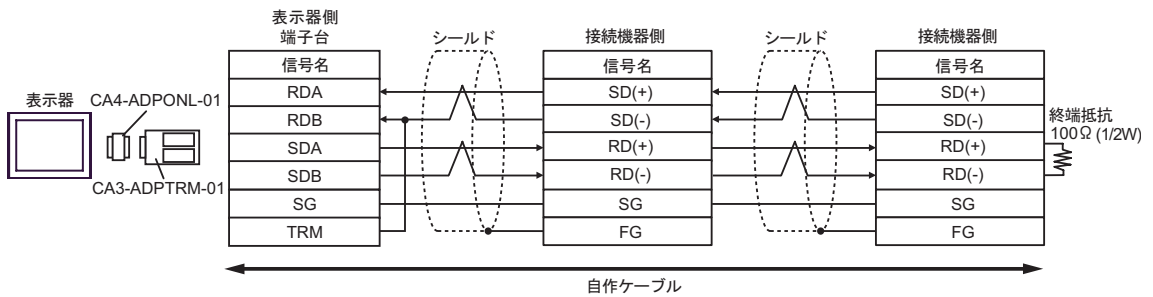 表示器
CA4-ADPONL-01
CA3-ADPTRM-01
表示器側
端子台
信号名
RDA
RDB
SDA
SDB
SG
TRM
シールド
接続機器側
信号名
SD(+)
SD(-)
RD(+)
RD(-)
SG
FG
シールド
接続機器側
信号名
SD(+)
SD(-)
RD(+)
RD(-)
SG
FG
終端抵抗
100Ω (1/2W)
自作ケーブル